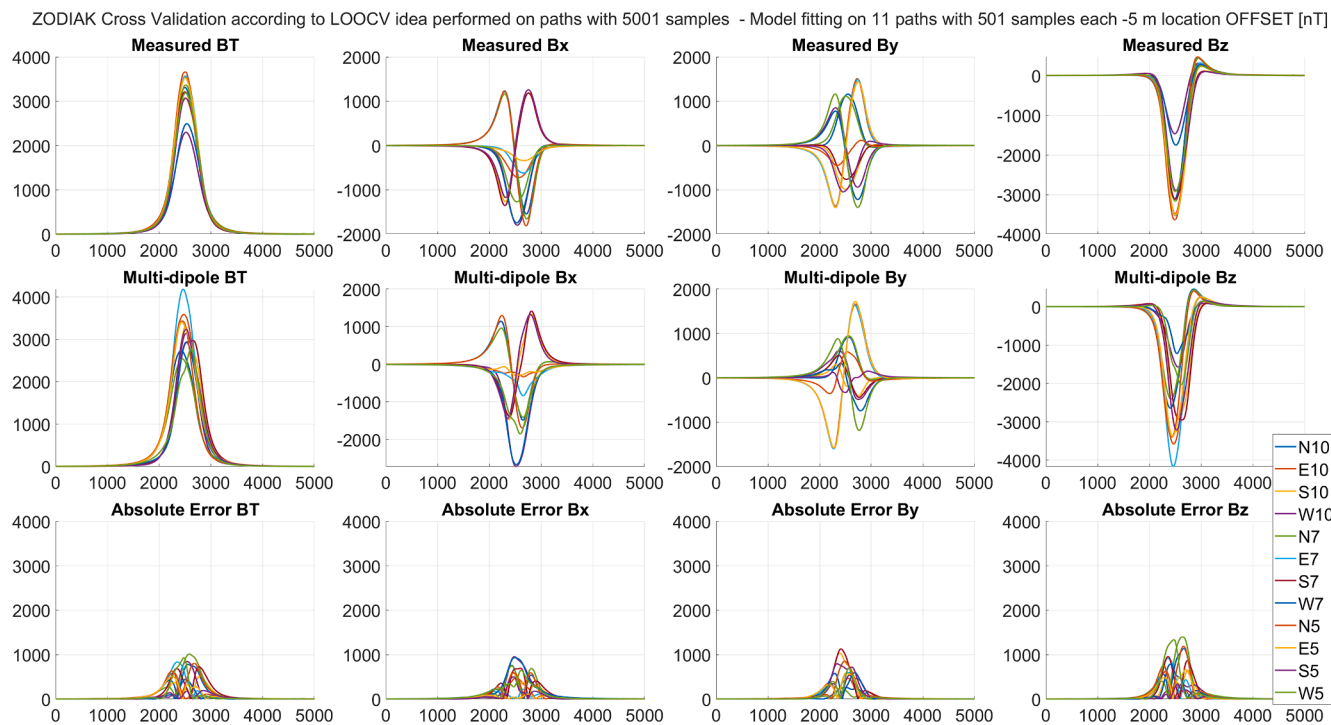 ZODIAK Cross Validation according to LOOCV idea performed on paths with 5001 samples - Model fitting on 11 paths with 501 samples each -5 m location OFFSET [nT]
Measured BT
Measured Bx
Measured By
Measured Bz
4000
3000
2000
1000
0
0 1000 2000 3000 4000 5000
2000
1000
0
-1000
-2000
0 1000 2000 3000 4000 5000
2000
1000
0
-1000
-2000
0 1000 2000 3000 4000 5000
0
-1000
-2000
-3000
-4000
0 1000 2000 3000 4000 5000
Multi-dipole BT
Multi-dipole Bx
Multi-dipole By
Multi-dipole Bz
4000
3000
2000
1000
0
0 1000 2000 3000 4000 5000
2000
1000
0
-1000
-2000
0 1000 2000 3000 4000 5000
2000
1000
0
-1000
-2000
0 1000 2000 3000 4000 5000
0
-1000
-2000
-3000
-4000
0 1000 2000 3000 4000 5000
Absolute Error BT
Absolute Error Bx
Absolute Error By
Absolute Error Bz
4000
3000
2000
1000
0
0 1000 2000 3000 4000 5000
4000
3000
2000
1000
0
0 1000 2000 3000 4000 5000
4000
3000
2000
1000
0
0 1000 2000 3000 4000 5000
4000
3000
2000
1000
0
0 1000 2000 3000 4000 5000
N10
E10
S10
W10
N7
E7
S7
W7
N5
E5
S5
W5